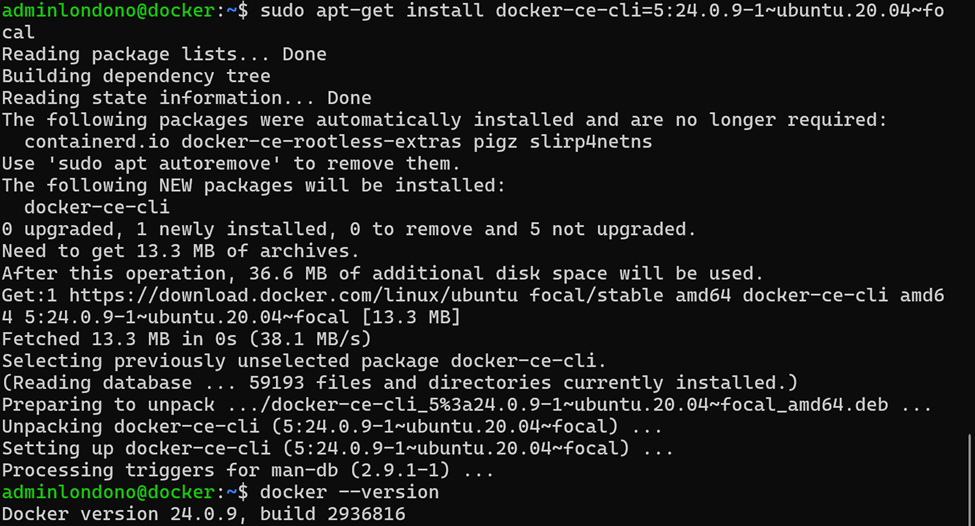 adminlondono@docker:~$ sudo apt-get install docker-ce-cli=5:24.0.9-1~ubuntu.20.04~fo
cal
Reading package lists... Done
Building dependency tree
Reading state information... Done
The following packages were automatically installed and are no longer required:
  containerd.io docker-ce-rootless-extras pigz slirp4netns
Use 'sudo apt autoremove' to remove them.
The following NEW packages will be installed:
  docker-ce-cli
0 upgraded, 1 newly installed, 0 to remove and 5 not upgraded.
Need to get 13.3 MB of archives.
After this operation, 36.6 MB of additional disk space will be used.
Get:1 https://download.docker.com/linux/ubuntu focal/stable amd64 docker-ce-cli amd6
4 5:24.0.9-1~ubuntu.20.04~focal [13.3 MB]
Fetched 13.3 MB in 0s (38.1 MB/s)
Selecting previously unselected package docker-ce-cli.
(Reading database ... 59193 files and directories currently installed.)
Preparing to unpack .../docker-ce-cli_5%3a24.0.9-1~ubuntu.20.04~focal_amd64.deb ...
Unpacking docker-ce-cli (5:24.0.9-1~ubuntu.20.04~focal) ...
Setting up docker-ce-cli (5:24.0.9-1~ubuntu.20.04~focal) ...
Processing triggers for man-db (2.9.1-1) ...
adminlondono@docker:~$ docker --version
Docker version 24.0.9, build 2936816